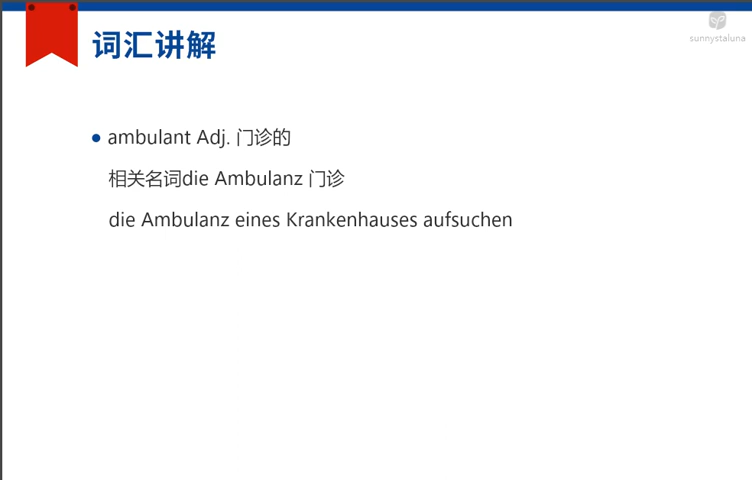 sunnystaluna
词汇讲解
ambulant Adj. 门诊的
相关名词die Ambulanz 门诊
die Ambulanz eines Krankenhauses aufsuchen